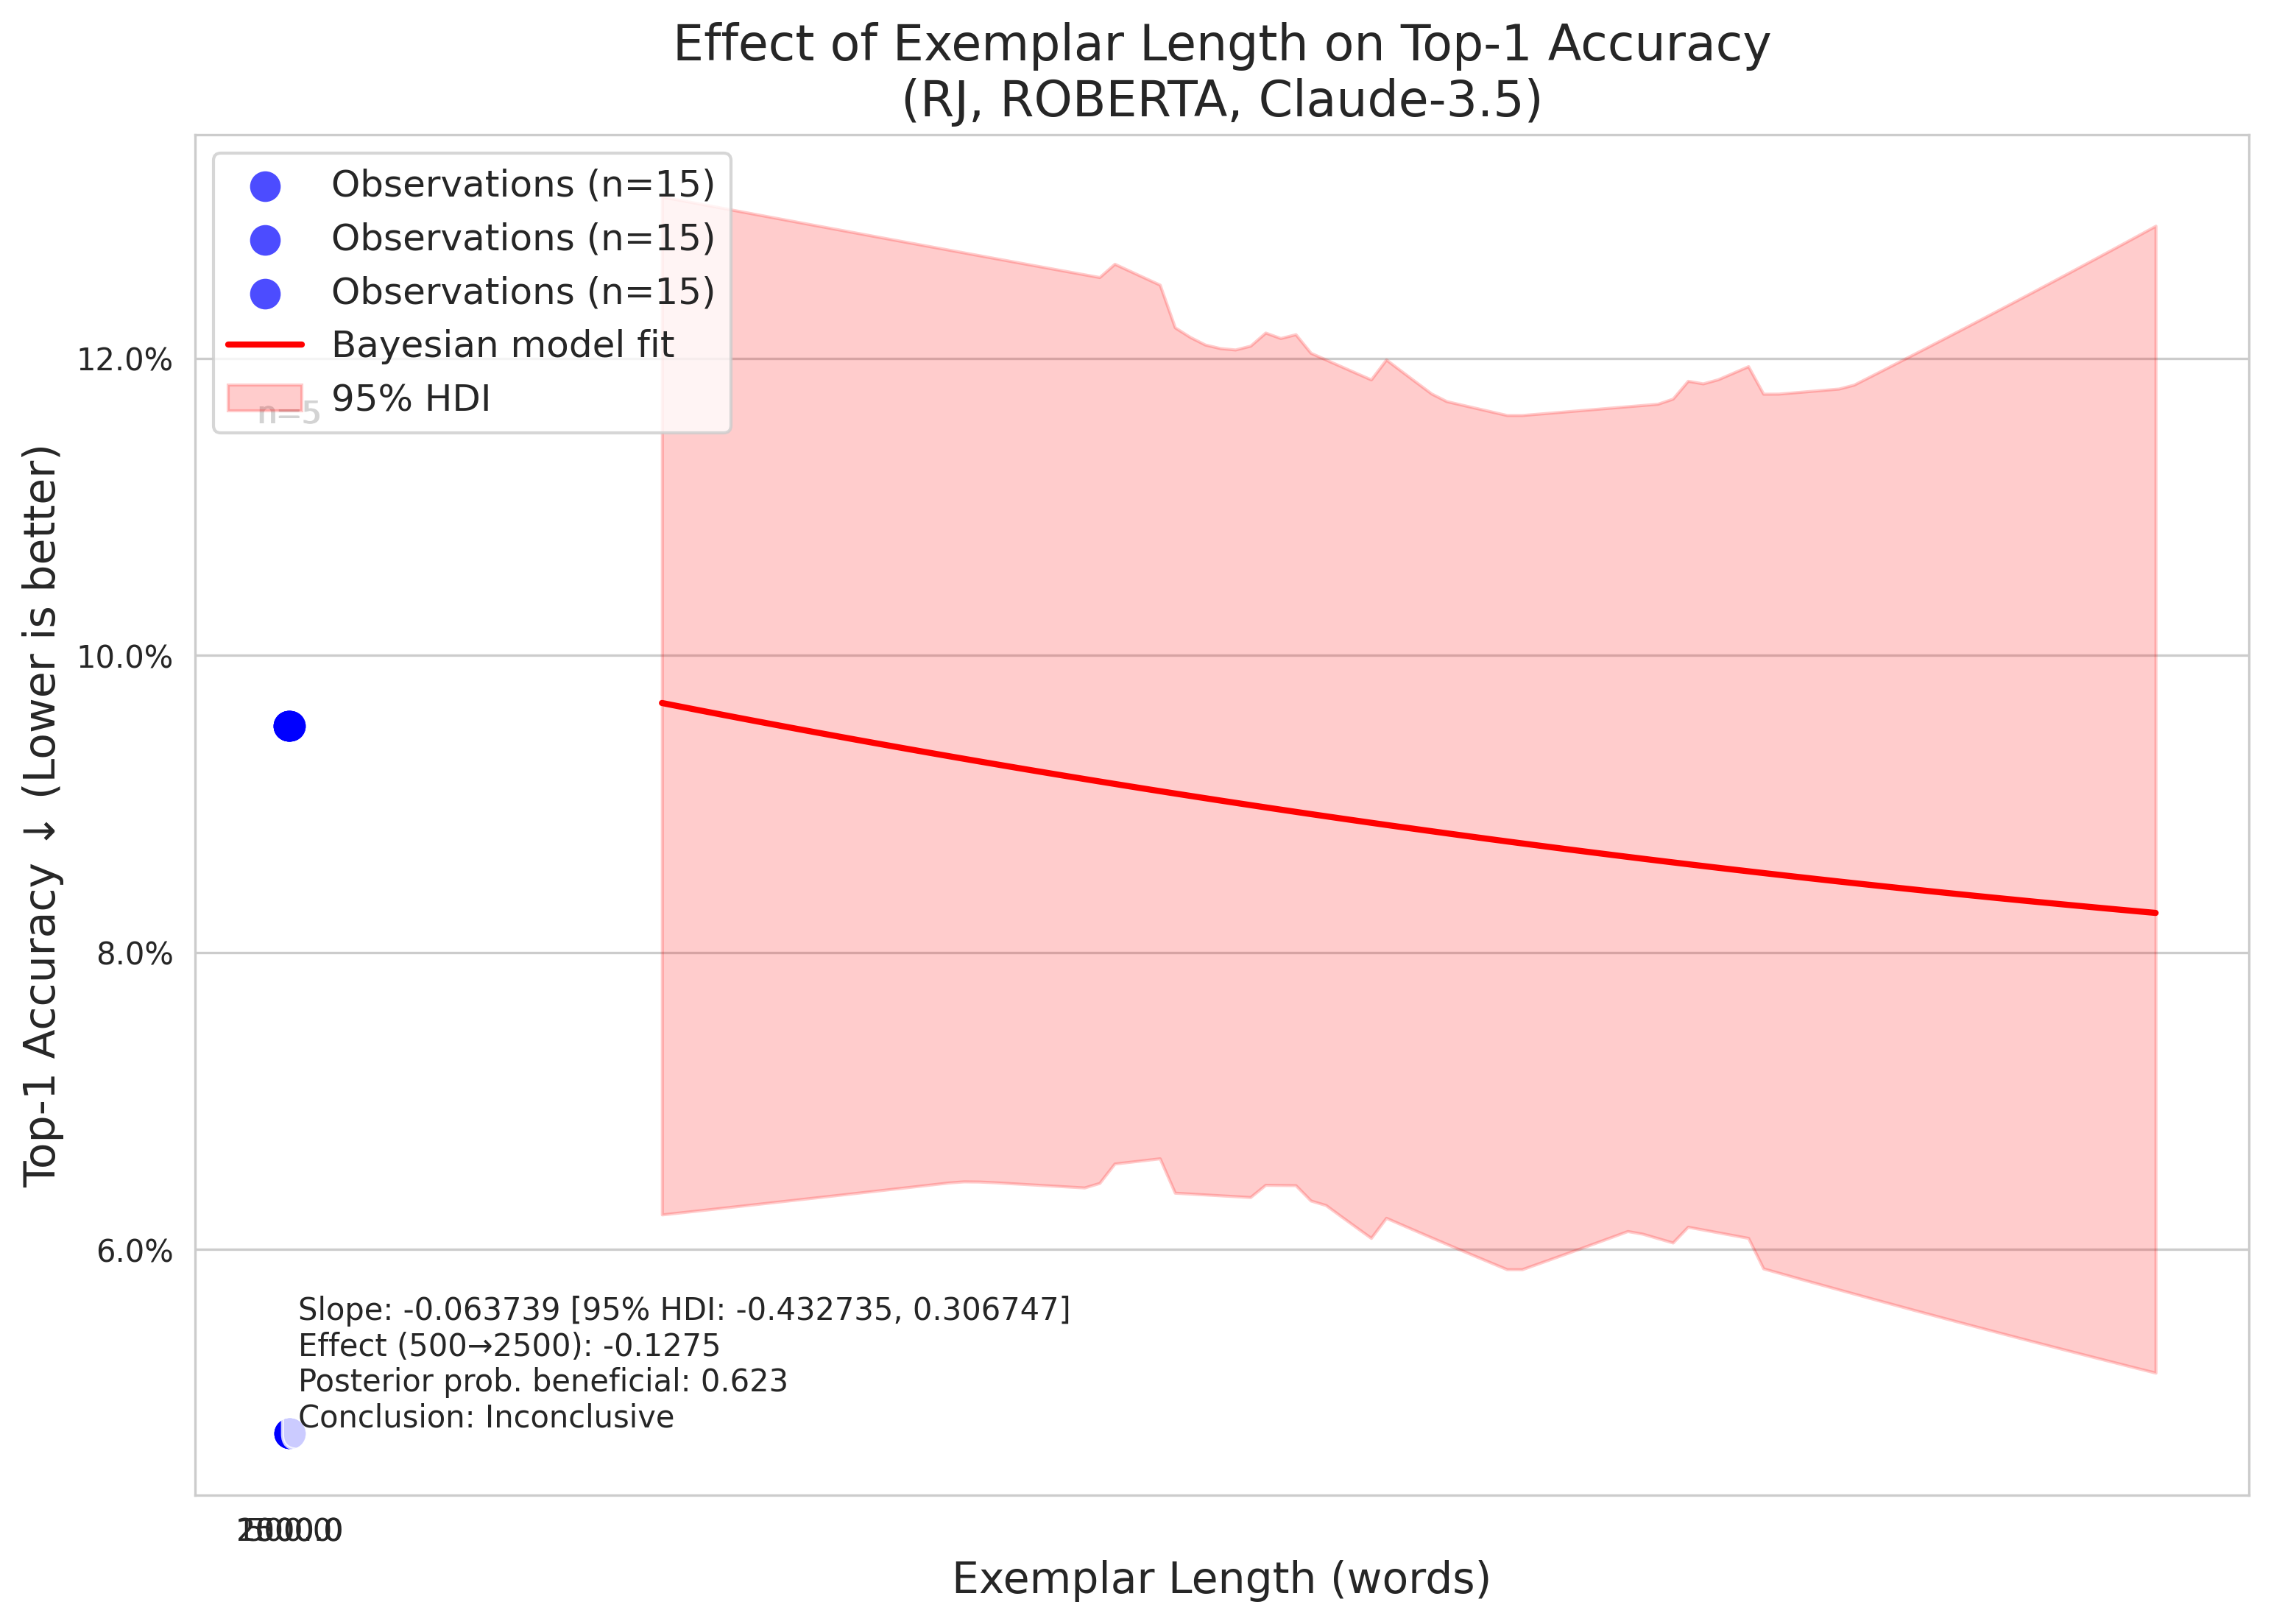 Effect of Exemplar Length on Top-1 Accuracy
(RJ, ROBERTA, Claude-3.5)
Observations (n=15)
Observations (n=15)
Observations (n=15)
Bayesian model fit
95% HDI
n=5
12.0%
10.0%
8.0%
6.0%
Top-1 Accuracy ↓ (Lower is better)
Slope: -0.063739 [95% HDI: -0.432735, 0.306747]
Effect (500→2500): -0.1275
Posterior prob. beneficial: 0.623
Conclusion: Inconclusive
Exemplar Length (words)